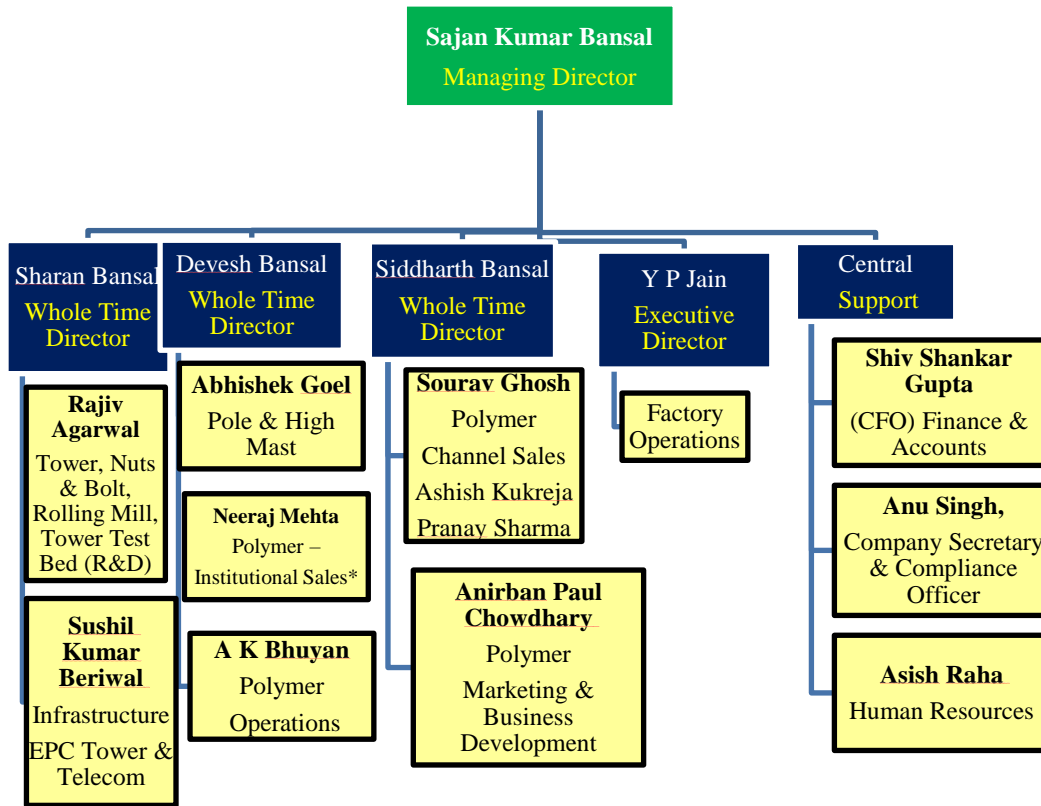 Sajan Kumar Bansal
Managing Director
Sharan Bansal
Whole Time
Director
Devesh Bansal
Whole Time
Director
Siddharth Bansal
Whole Time
Director
Y P Jain
Executive
Director
Central
Support
Rajiv
Agarwal
Tower, Nuts
& Bolt,
Rolling Mill,
Tower Test
Bed (R&D)
Sushil
Kumar
Beriwal
Infrastructure
EPC Tower &
Telecom
Abhishek Goel
Pole & High
Mast
Neeraj Mehta
Polymer –
Institutional Sales*
A K Bhuyan
Polymer
Operations
Sourav Ghosh
Polymer
Channel Sales
Ashish Kukreja
Pranay Sharma
Anirban Paul
Chowdhary
Polymer
Marketing &
Business
Development
Factory
Operations
Shiv Shankar
Gupta
(CFO) Finance &
Accounts
Anu Singh,
Company Secretary
& Compliance
Officer
Asish Raha
Human Resources